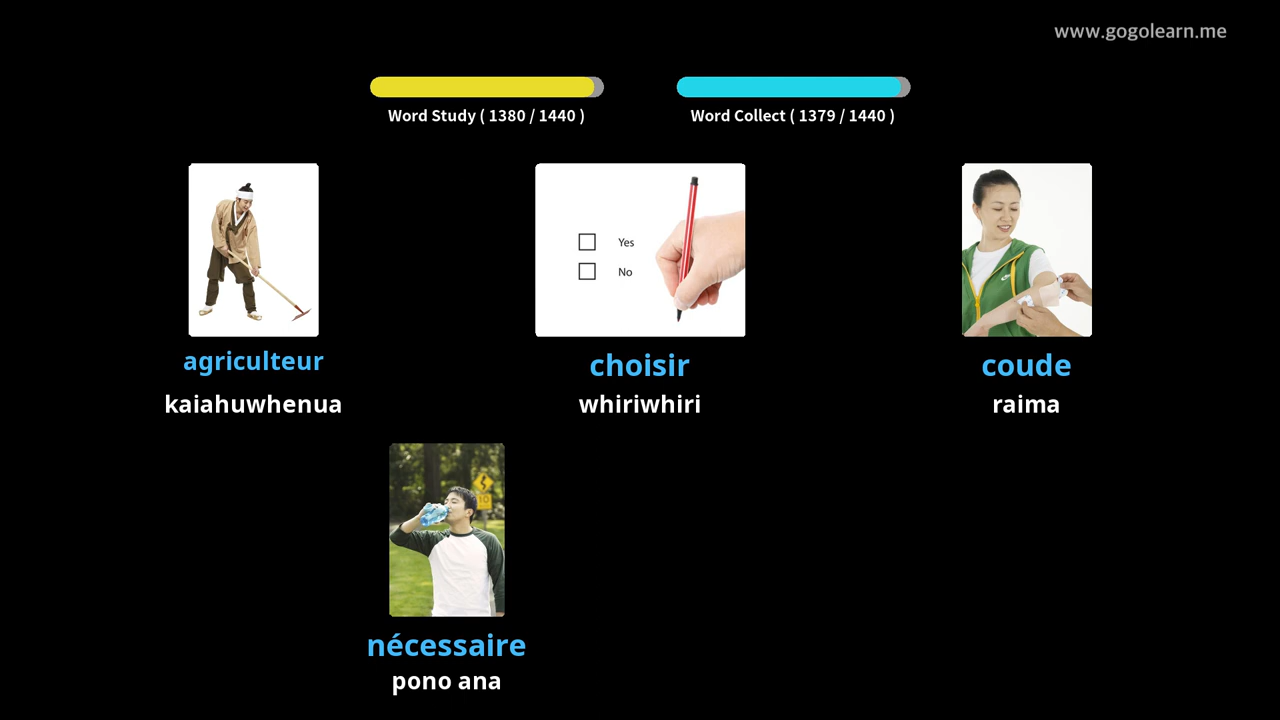 www.gogolearn.me
Word Study ( 1380 / 1440 )
Word Collect ( 1379 / 1440 )
Yes
No
agriculteur
kaiahuwhenua
choisir
whiriwhiri
coude
raima
10
nécessaire
pono ana